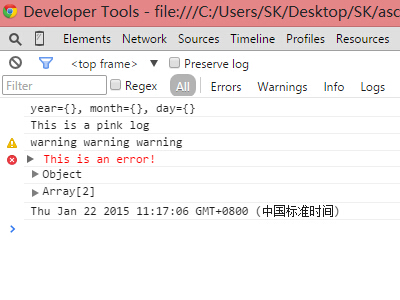 Developer Tools - file:///C:/Users/SK/Desktop/SK/asc
Elements Network Sources Timeline Profiles Resources
<top frame> Preserve log
Filter Regex All Errors Warnings Info Logs
year={}, month={}, day={}
This is a pink log
warning warning warning
This is an error!
Object
Array[2]
Thu Jan 22 2015 11:17:06 GMT+0800 (中国标准时间)